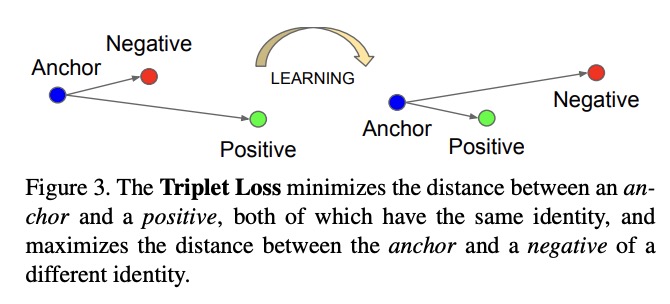 Negative
Anchor
LEARNING
Positive
Anchor
Negative
Positive
Figure 3. The Triplet Loss minimizes the distance between an an-
chor and a positive, both of which have the same identity, and
maximizes the distance between the anchor and a negative of a
different identity.